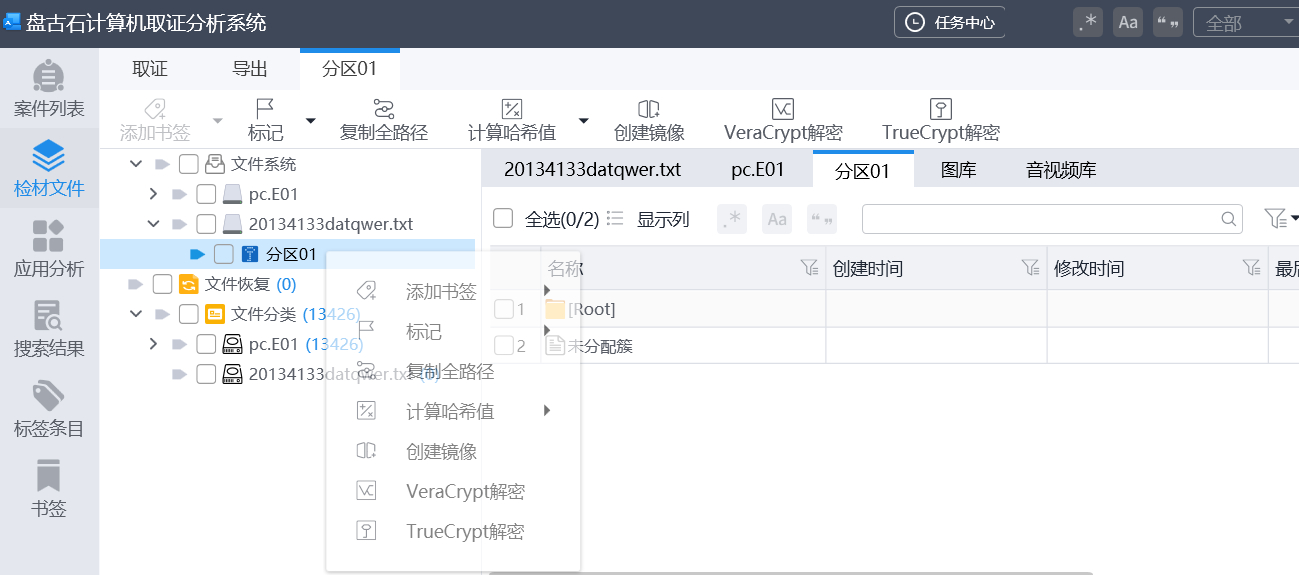 盘古石计算机取证分析系统
任务中心
.*
Aa
“ ”
全部
案件列表
检材文件
应用分析
搜索结果
标签条目
书签
取证
导出
分区01
添加书签
标记
复制全路径
计算哈希值
创建镜像
VeraCrypt解密
TrueCrypt解密
文件系统
pc.E01
20134133datqwer.txt
分区01
文件恢复 (0)
文件分类 (13426)
pc.E01 (13426)
20134133datqwer.txt (0)
添加书签
标记
复制全路径
计算哈希值
创建镜像
VeraCrypt解密
TrueCrypt解密
20134133datqwer.txt
pc.E01
分区01
图库
音视频库
全选(0/2)
显示列
.*
Aa
“ ”
名称
创建时间
修改时间
最后
1 [Root]
2 未分配簇